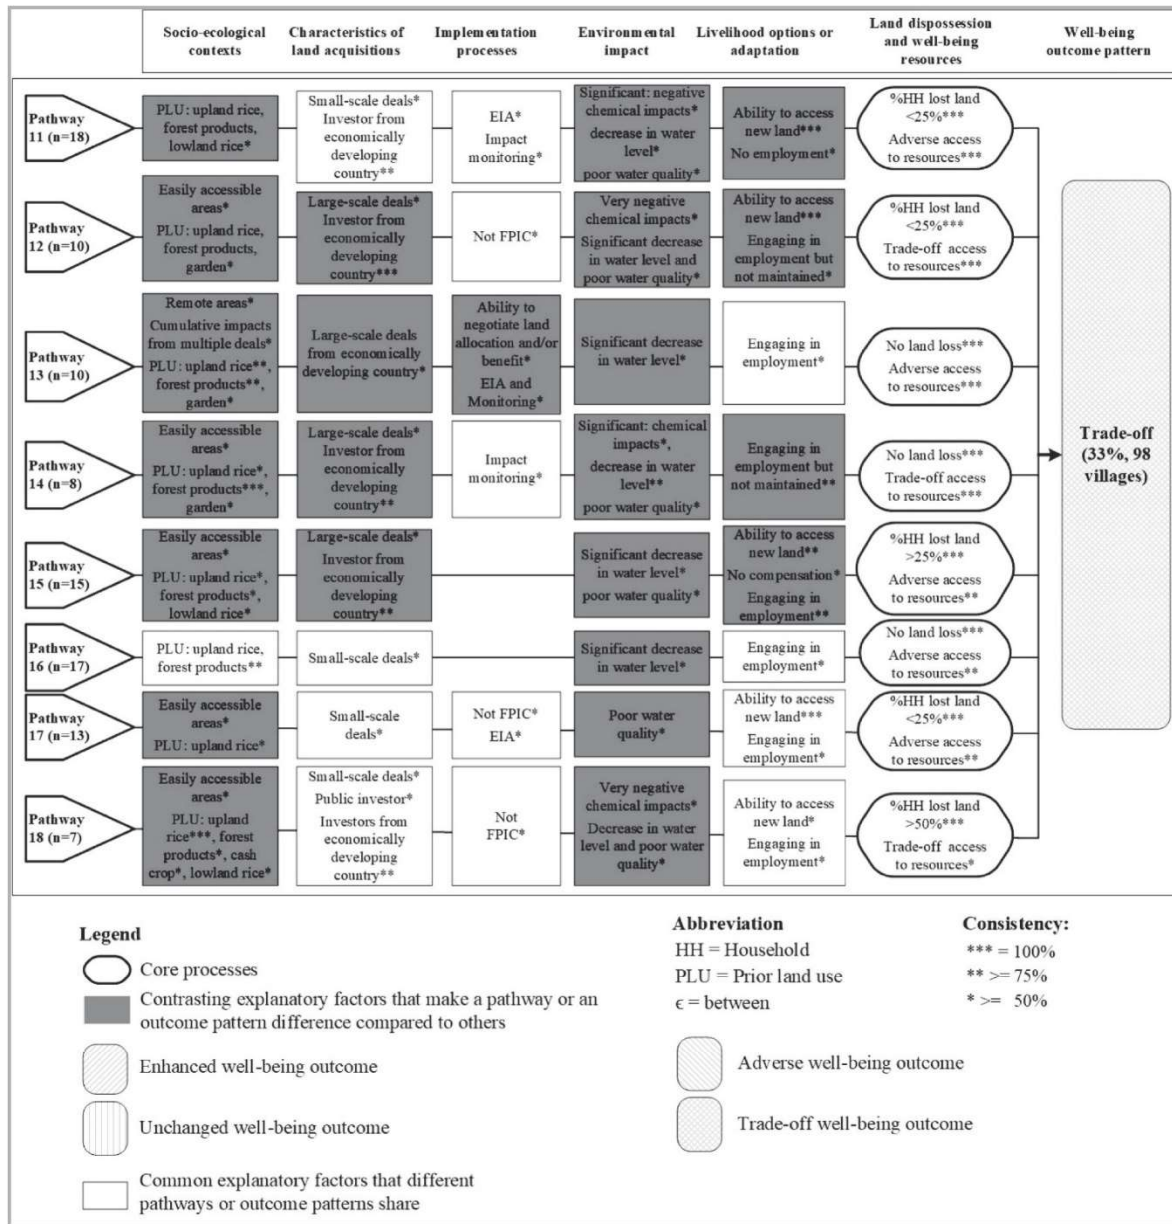 Socio-ecological
contexts
Characteristics of
land acquisitions
Implementation
processes
Environmental
impact
Livelihood options or
adaptation
Land dispossession
and well-being
resources
Well-being
outcome pattern
Pathway
11 (n=18)
PLU: upland rice,
forest products,
lowland rice*
Small-scale deals*
Investor from
economically
developing
country**
EIA*
Impact
monitoring*
Significant: negative
chemical impacts*
decrease in water
level*
poor water quality*
Ability to access
new land***
No employment*
%HH lost land
<25%***
Adverse access
to resources***
Pathway
12 (n=10)
Easily accessible
areas*
PLU: upland rice,
forest products,
garden*
Large-scale deals*
Investor from
economically
developing
country***
Not FPIC*
Very negative
chemical impacts*
Significant decrease
in water level and
poor water quality*
Ability to access
new land***
Engaging in
employment but
not maintained*
%HH lost land
<25%***
Trade-off access
to resources***
Pathway
13 (n=10)
Remote areas*
Cumulative impacts
from multiple deals*
PLU: upland rice**,
forest products**,
garden*
Large-scale deals
from economically
developing country*
Ability to
negotiate land
allocation and/or
benefit*
EIA and
Monitoring*
Significant decrease
in water level*
Engaging in
employment*
No land loss***
Adverse access
to resources***
Pathway
14 (n=8)
Easily accessible
areas*
PLU: upland rice*,
forest products***,
garden*
Large-scale deals*
Investor from
economically
developing
country**
Impact
monitoring*
Significant: chemical
impacts*,
decrease in water
level**
poor water quality*
Engaging in
employment but
not maintained**
No land loss***
Trade-off access
to resources***
Pathway
15 (n=15)
Easily accessible
areas*
PLU: upland rice*,
forest products*,
lowland rice*
Large-scale deals*
Investor from
economically
developing
country**
Significant decrease
in water level*
poor water quality*
Ability to access
new land**
No compensation*
Engaging in
employment**
%HH lost land
>25%***
Adverse access
to resources**
Pathway
16 (n=17)
PLU: upland rice,
forest products**
Small-scale deals*
Significant decrease
in water level*
Engaging in
employment*
No land loss***
Adverse access
to resources**
Pathway
17 (n=13)
Easily accessible
areas*
PLU: upland rice*
Small-scale
deals*
Not FPIC*
EIA*
Poor water
quality*
Ability to access
new land***
Engaging in
employment*
%HH lost land
<25%***
Adverse access
to resources**
Pathway
18 (n=7)
Easily accessible
areas*
PLU: upland
rice***, forest
products*, cash
crop*, lowland rice*
Small-scale deals*
Public investor*
Investors from
economically
developing
country**
Not
FPIC*
Very negative
chemical impacts*
Decrease in water
level and poor water
quality*
Ability to access
new land*
Engaging in
employment*
%HH lost land
>50%***
Trade-off access
to resources*
Trade-off
(33%, 98
villages)
Legend
Core processes
Contrasting explanatory factors that make a pathway or an
outcome pattern difference compared to others
Enhanced well-being outcome
Unchanged well-being outcome
Common explanatory factors that different
pathways or outcome patterns share
Abbreviation
HH = Household
PLU = Prior land use
ϵ = between
Consistency:
*** = 100%
** >= 75%
* >= 50%
Adverse well-being outcome
Trade-off well-being outcome